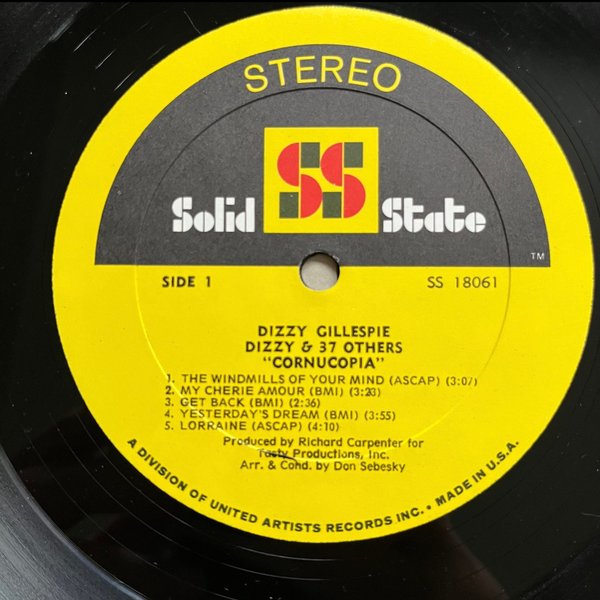 STEREO
SS
Solid State
TM
SIDE 1 SS 18061
DIZZY GILLESPIE
DIZZY & 37 OTHERS
"CORNUCOPIA"
1. THE WINDMILLS OF YOUR MIND (ASCAP) (3:07)
2. MY CHERIE AMOUR (BMI) (3:23)
3. GET BACK (BMI) (2:36)
4. YESTERDAY'S DREAM (BMI) (3:55)
5. LORRAINE (ASCAP) (4:10)
Produced by Richard Carpenter for
Tasty Productions, Inc.
Arr. & Cond. by Don Sebesky
A DIVISION OF UNITED ARTISTS RECORDS INC. • MADE IN U.S.A.